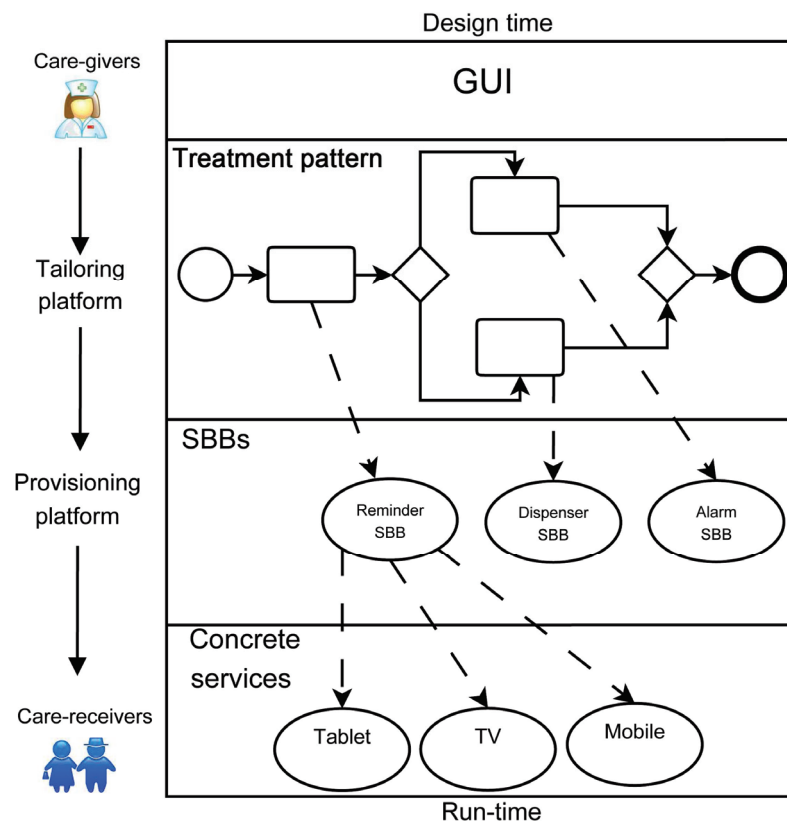 Design time
Care-givers
GUI
Treatment pattern
Tailoring
platform
SBBs
Provisioning
platform
Reminder
SBB
Dispenser
SBB
Alarm
SBB
Concrete
services
Care-receivers
Tablet
TV
Mobile
Run-time